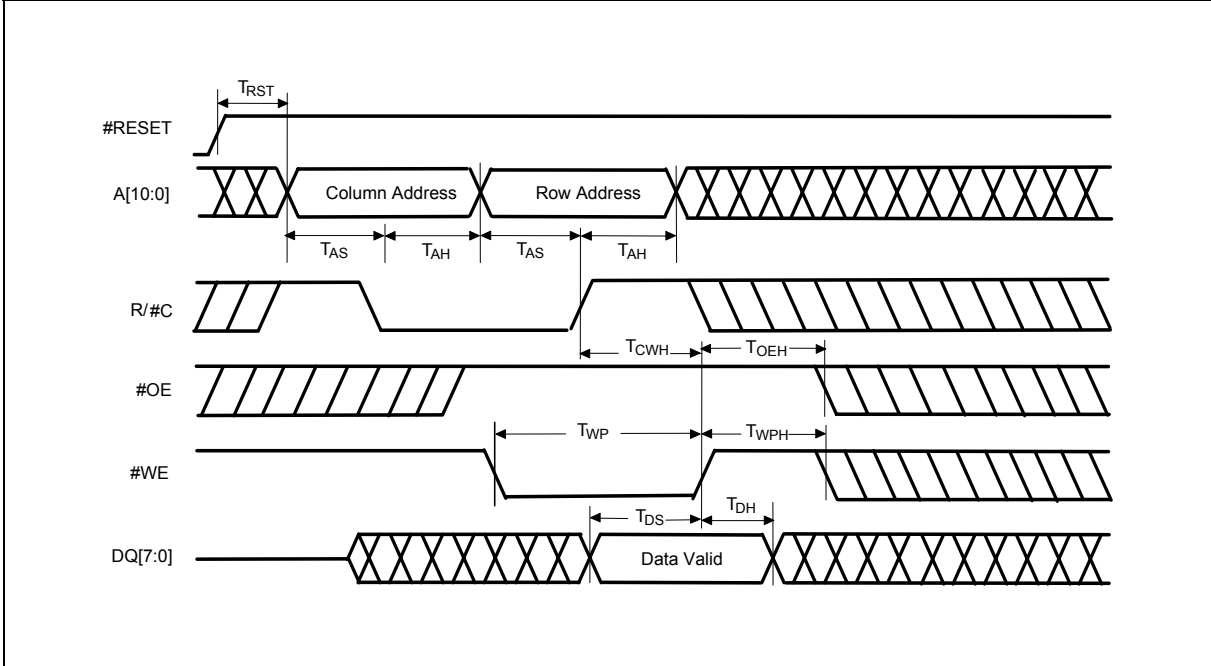 TRST
#RESET
A[10:0]
Column Address
Row Address
TAS
TAH
TAS
TAH
R/#C
TCWH
TOEH
#OE
TWP
TWPH
#WE
TDS
TDH
DQ[7:0]
Data Valid